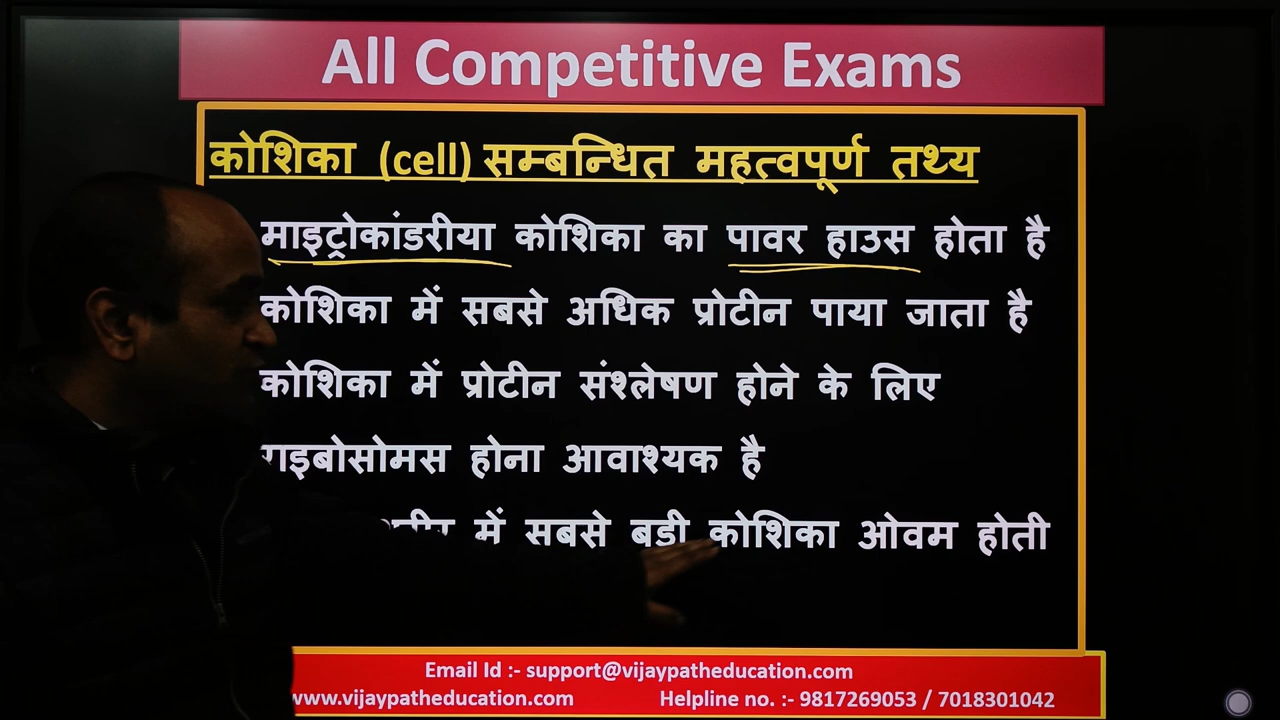 All Competitive Exams
कोशिका (cell) सम्बन्धित महत्वपूर्ण तथ्य
माइट्रोकांडरीया कोशिका का पावर हाउस होता है
कोशिका में सबसे अधिक प्रोटीन पाया जाता है
कोशिका में प्रोटीन संश्लेषण होने के लिए
राइबोसोमस होना आवाश्यक है
में सबसे बडी कोशिका ओवम होती
Email Id :- support@vijaypatheducation.com
www.vijaypatheducation.com Helpline no. :- 9817269053 / 7018301042